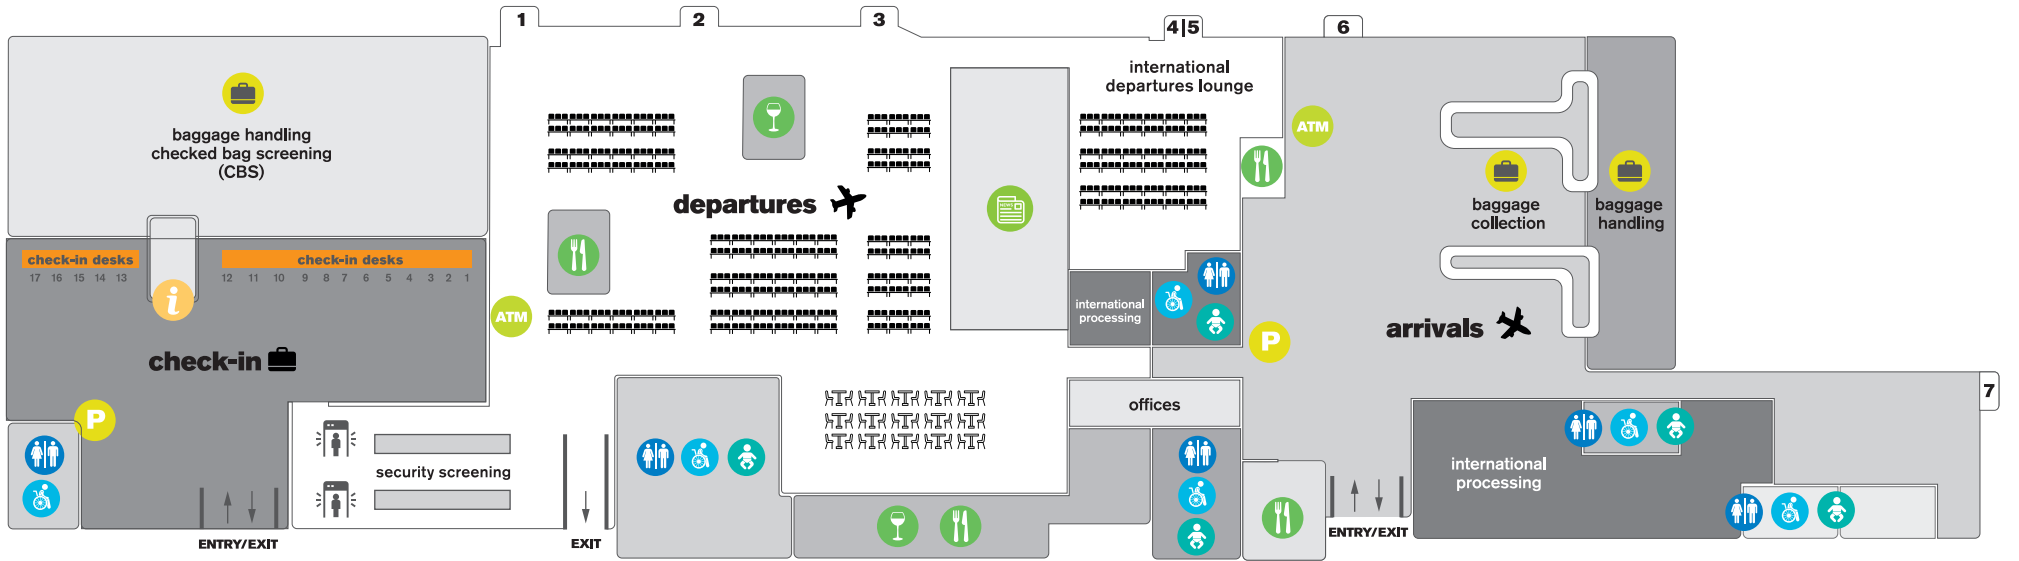 1
2
3
4|5
6
international
departures lounge
baggage handling
checked bag screening
(CBS)
ATM
baggage
collection
baggage
handling
departures
NEWS
check-in desks
check-in desks
17 16 15 14 13
12 11 10 9 8 7 6 5 4 3 2 1
i
ATM
international
processing
P
arrivals
check-in
7
offices
P
security screening
international
processing
ENTRY/EXIT
EXIT
ENTRY/EXIT